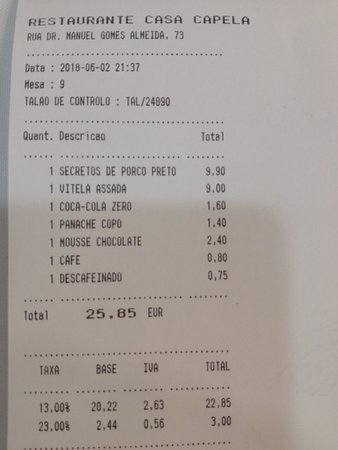 RESTAURANTE CASA CAPELA
RUA DR. MANUEL GOMES ALMEIDA, 73
Data : 2018-06-02 21:37
Mesa : 9
TALAO DE CONTROLO : TAL/24890
Quant. Descricao Total
1 SECRETOS DE PORCO PRETO 9,90
1 VITELA ASSADA 9,00
1 COCA-COLA ZERO 1,60
1 PANACHE COPO 1,40
1 MOUSSE CHOCOLATE 2,40
1 CAFE 0,80
1 DESCAFEINADO 0,75
Total 25,85 EUR
TAXA BASE IVA TOTAL
13,00% 20,22 2,63 22,85
23,00% 2,44 0,56 3,00